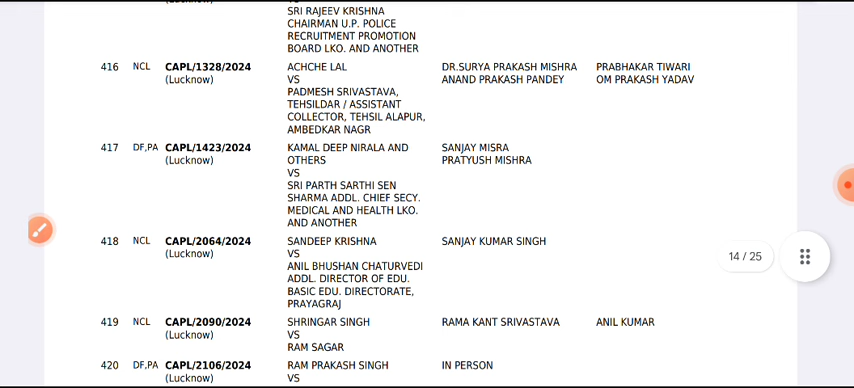 SRI RAJEEV KRISHNA
CHAIRMAN U.P. POLICE
RECRUITMENT PROMOTION
BOARD LKO. AND ANOTHER
416 NCL CAPL/1328/2024 ACHCHE LAL DR.SURYA PRAKASH MISHRA PRABHAKAR TIWARI
(Lucknow) VS ANAND PRAKASH PANDEY OM PRAKASH YADAV
PADMESH SRIVASTAVA,
TEHSILDAR / ASSISTANT
COLLECTOR, TEHSIL ALAPUR,
AMBEDKAR NAGR
417 DF,PA CAPL/1423/2024 KAMAL DEEP NIRALA AND SANJAY MISRA
(Lucknow) OTHERS PRATYUSH MISHRA
VS
SRI PARTH SARTHI SEN
SHARMA ADDL. CHIEF SECY.
MEDICAL AND HEALTH LKO.
AND ANOTHER
418 NCL CAPL/2064/2024 SANDEEP KRISHNA SANJAY KUMAR SINGH
(Lucknow) VS
ANIL BHUSHAN CHATURVEDI
ADDL. DIRECTOR OF EDU.
BASIC EDU. DIRECTORATE,
PRAYAGRAJ
14 / 25
419 NCL CAPL/2090/2024 SHRINGAR SINGH RAMA KANT SRIVASTAVA ANIL KUMAR
(Lucknow) VS
RAM SAGAR
420 DF,PA CAPL/2106/2024 RAM PRAKASH SINGH IN PERSON
(Lucknow) VS